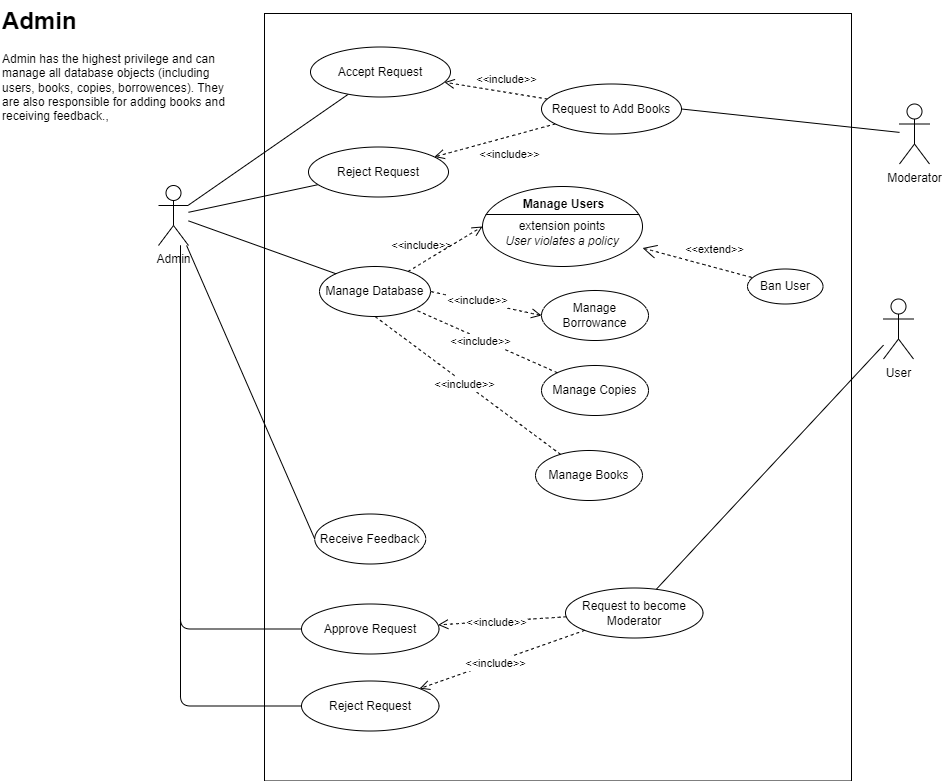 Admin
Admin has the highest privilege and can
manage all database objects (including
users, books, copies, borrowences). They
are also responsible for adding books and
receiving feedback.,
Accept Request
<<include>>
Request to Add Books
<<include>>
Reject Request
Moderator
Admin
Manage Users
extension points
User violates a policy
<<include>>
<<extend>>
Ban User
Manage Database
<<include>>
Manage
Borrowance
<<include>>
Manage Copies
<<include>>
Manage Books
User
Receive Feedback
Request to become
Moderator
<<include>>
Approve Request
<<include>>
Reject Request